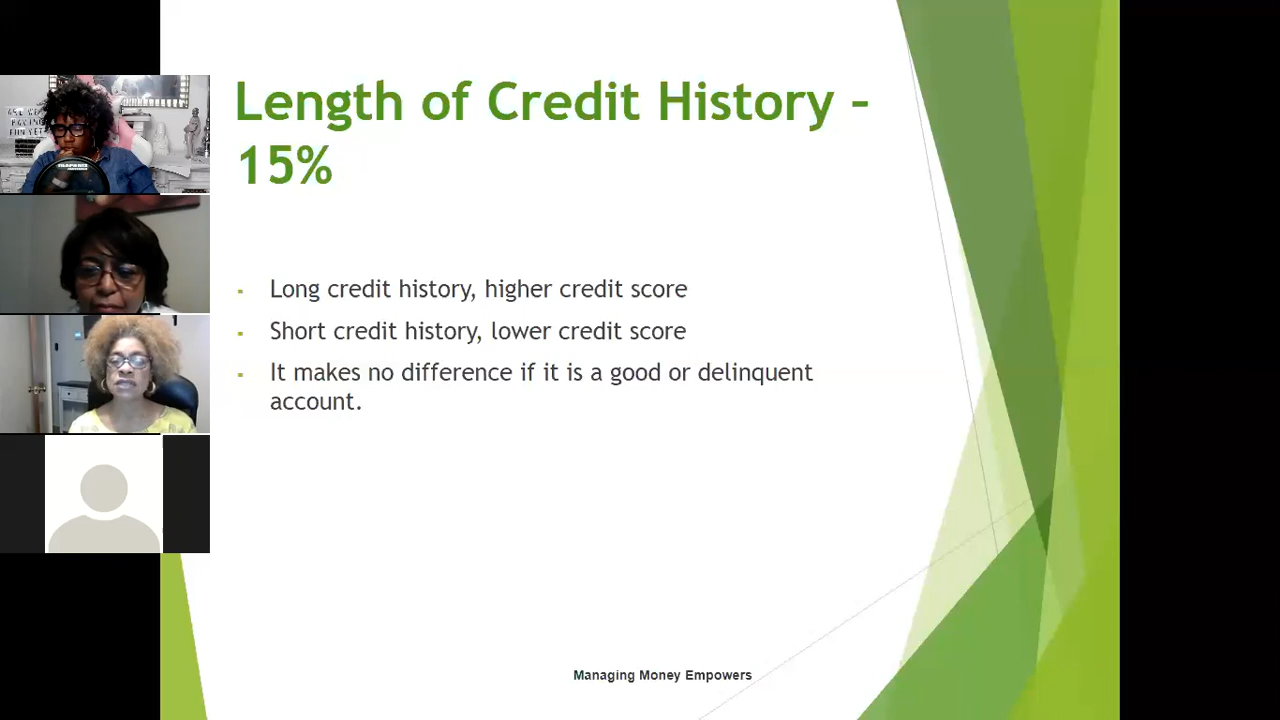 Length of Credit History -
15%
Long credit history, higher credit score
Short credit history, lower credit score
It makes no difference if it is a good or delinquent
account.
Managing Money Empowers